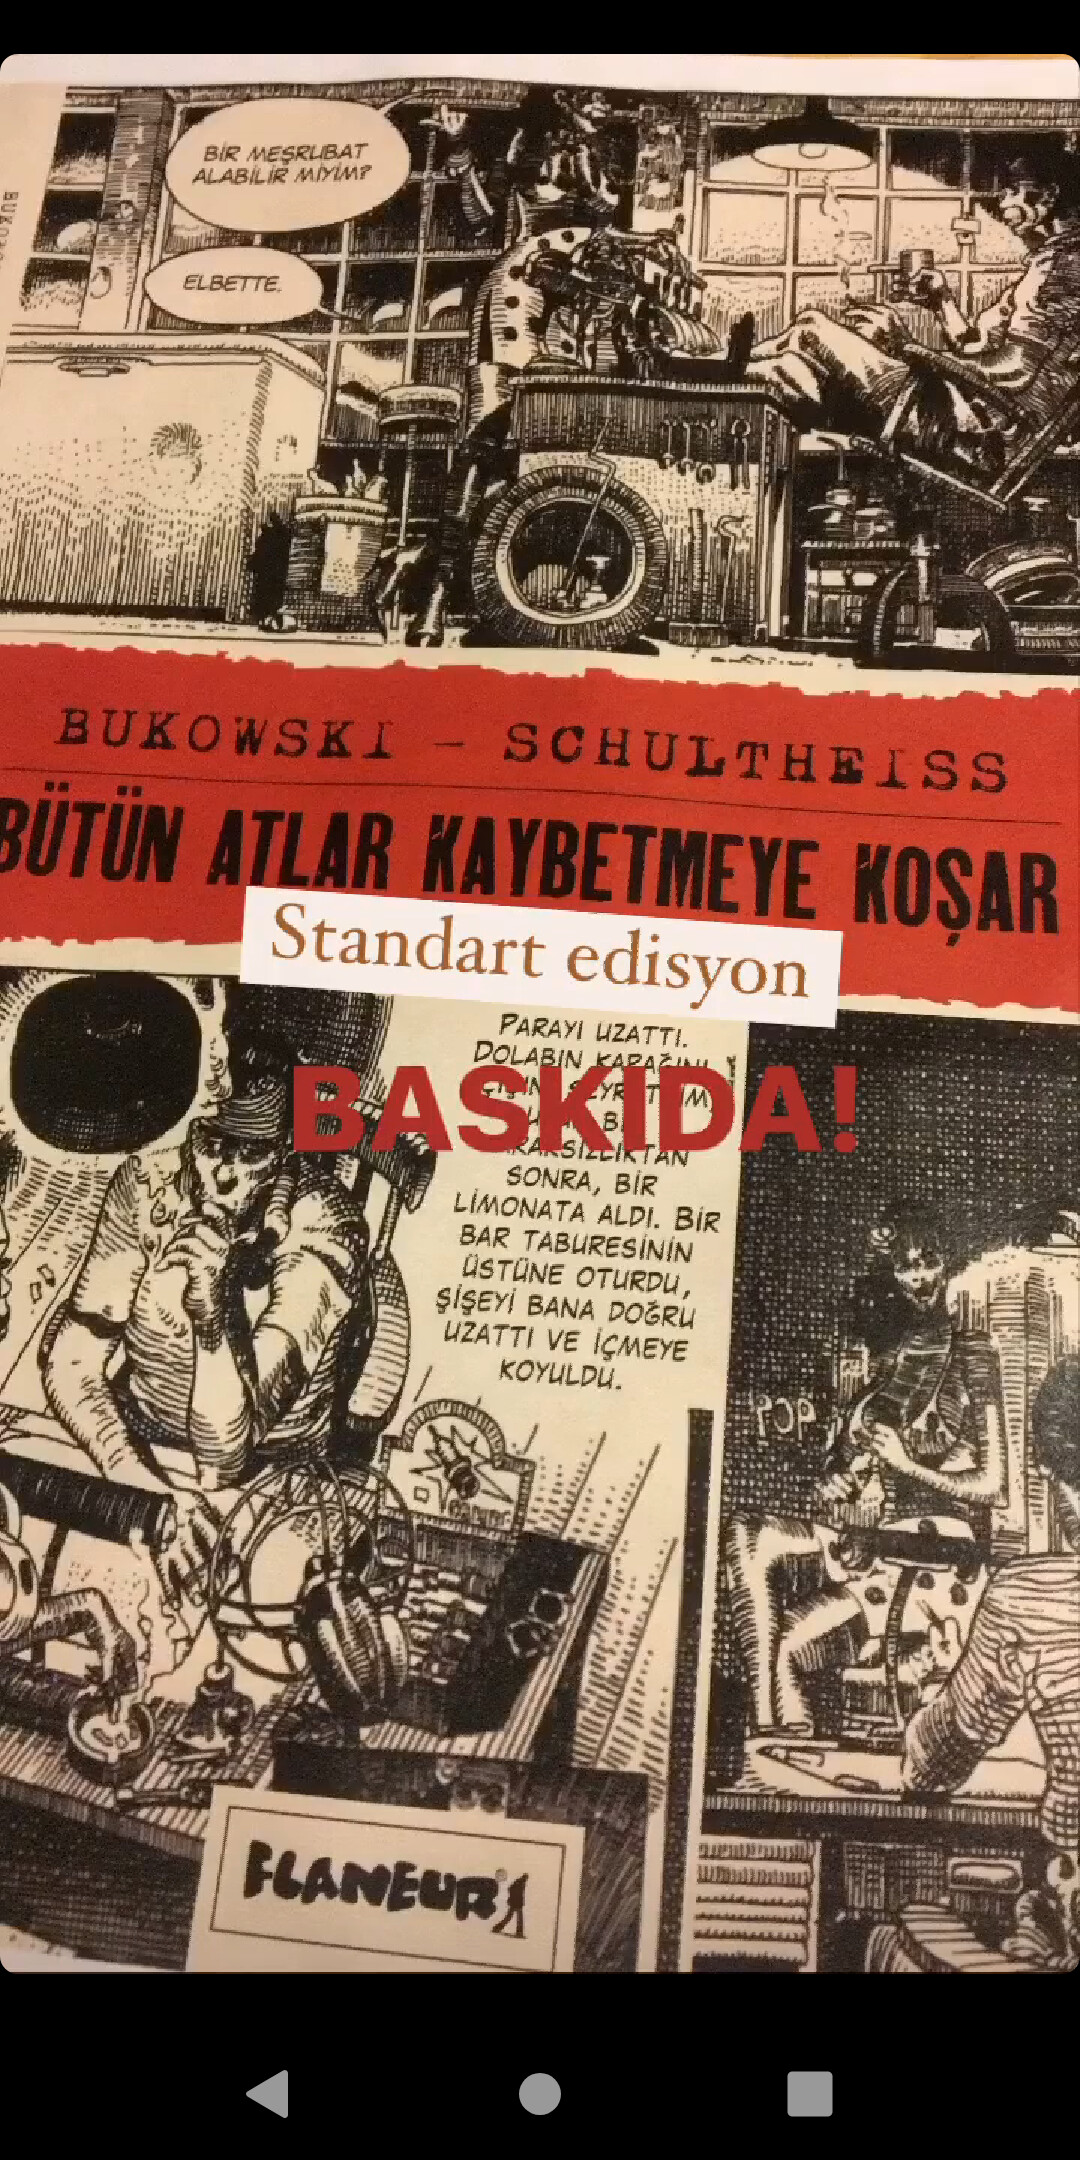 BİR MEŞRUBAT
ALABİLİR MİYİM?
ELBETTE.
BUKOWSKI – SCHULTHEISS
BÜTÜN ATLAR KAYBETMEYE KOŞAR
Standart edisyon
PARAYI UZATTI.
DOLABIN KAPAĞINI
BASKIDA!
SONRA, BİR
LİMONATA ALDI. BİR
BAR TABURESİNİN
ÜSTÜNE OTURDU,
ŞİŞEYİ BANA DOĞRU
UZATTI VE İÇMEYE
KOYULDU.
POP
FLANEUR